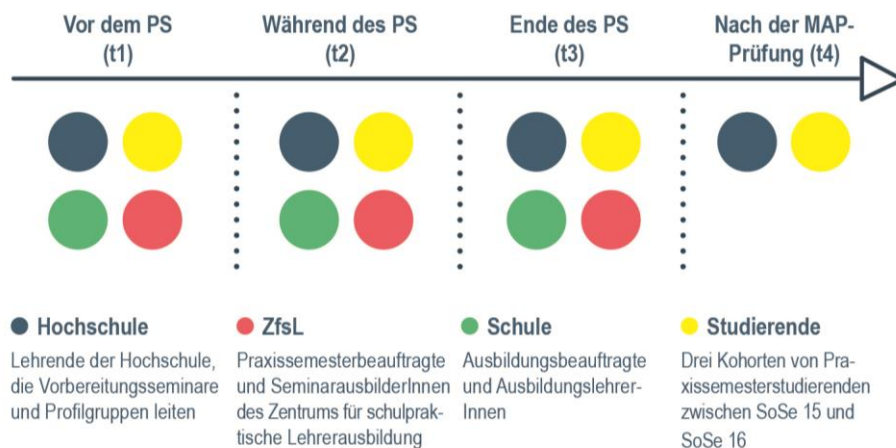 Vor dem PS
(t1)
Während des PS
(t2)
Ende des PS
(t3)
Nach der MAP-
Prüfung (t4)
Hochschule
Lehrende der Hochschule,
die Vorbereitungsseminare
und Profilgruppen leiten
ZfsL
Praxissemesterbeauftragte
und SeminarausbilderInnen
des Zentrums für schulprak-
tische Lehrerausbildung
Schule
Ausbildungsbeauftragte
und Ausbildungslehrer-
Innen
Studierende
Drei Kohorten von Pra-
xissemesterstudierenden
zwischen SoSe 15 und
SoSe 16